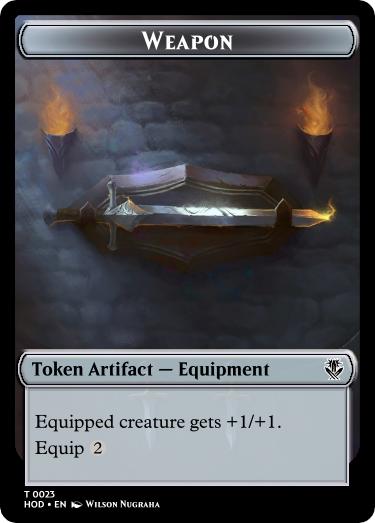 Weapon
Token Artifact — Equipment
Equipped creature gets +1/+1.
Equip 2
T 0023
HOD • EN Wilson Nugraha